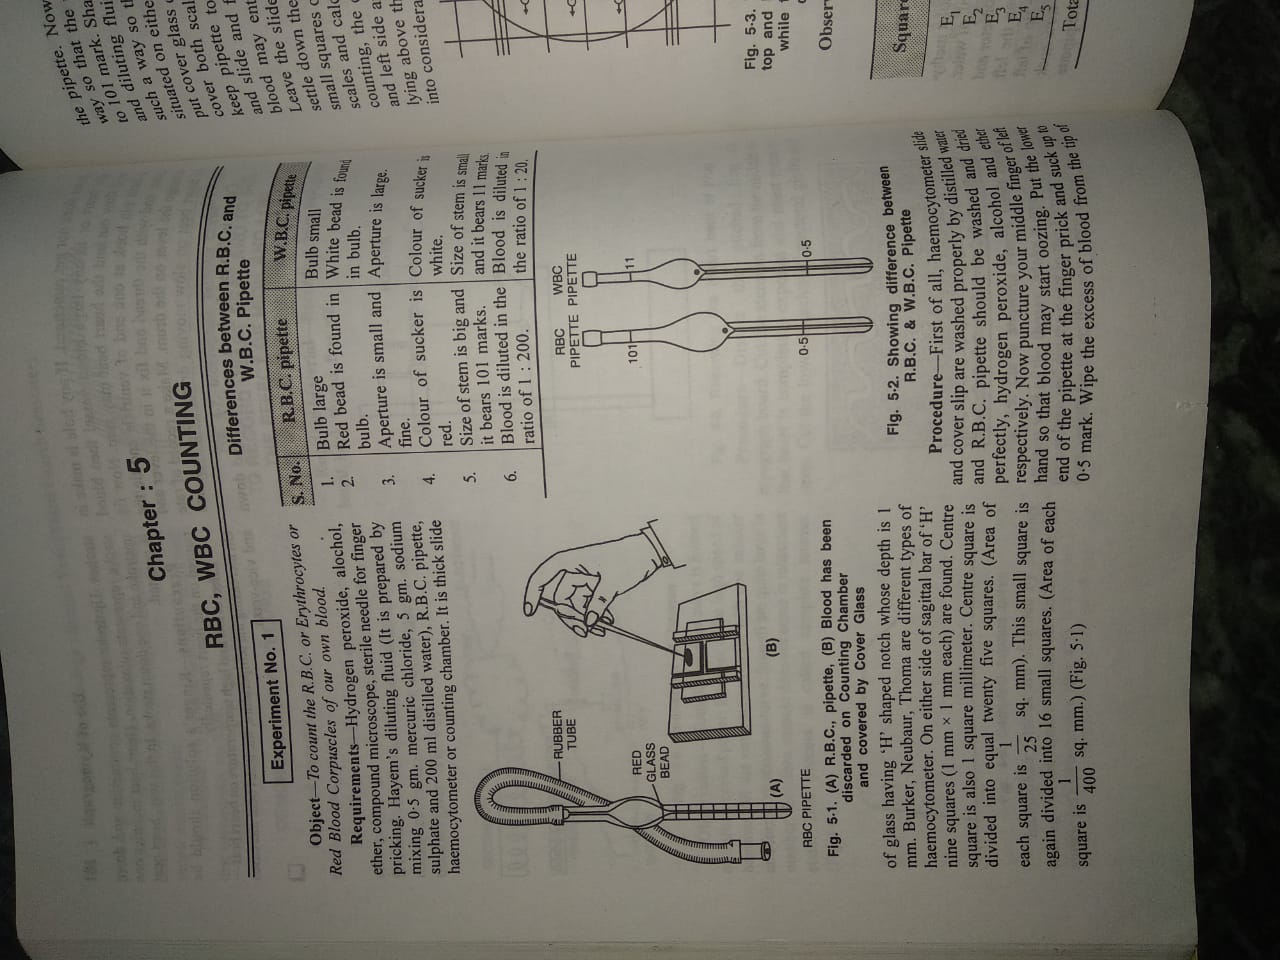 Chapter : 5
RBC, WBC COUNTING
Experiment No. 1
Object—To count the R.B.C. or Erythrocytes or
Red Blood Corpuscles of our own blood.
Requirements—Hydrogen peroxide, alochol,
ether, compound microscope, sterile needle for finger
pricking. Hayem's diluting fluid (It is prepared by
mixing 0·5 gm. mercuric chloride, 5 gm. sodium
sulphate and 200 ml distilled water), R.B.C. pipette,
haemocytometer or counting chamber. It is thick slide
RUBBER
TUBE
RED
GLASS
BEAD
(A)
(B)
RBC PIPETTE
Fig. 5·1. (A) R.B.C., pipette, (B) Blood has been
discarded on Counting Chamber
and covered by Cover Glass
of glass having 'H' shaped notch whose depth is 1
mm. Burker, Neubaur, Thoma are different types of
haemocytometer. On either side of sagittal bar of 'H'
nine squares (1 mm × 1 mm each) are found. Centre
square is also 1 square millimeter. Centre square is
divided into equal twenty five squares. (Area of
each square is 1/25 sq. mm). This small square is
again divided into 16 small squares. (Area of each
square is 1/400 sq. mm.) (Fig. 5·1)
Differences between R.B.C. and
W.B.C. Pipette
S. No. R.B.C. pipette W.B.C. pipette
1. Bulb large Bulb small
2. Red bead is found in White bead is found
bulb. in bulb.
3. Aperture is small and Aperture is large.
fine.
4. Colour of sucker is Colour of sucker is
red. white.
5. Size of stem is big and Size of stem is small
it bears 101 marks. and it bears 11 marks.
6. Blood is diluted in the Blood is diluted in
ratio of 1 : 200. the ratio of 1 : 20.
RBC WBC
PIPETTE PIPETTE
101 11
0·5 0·5
Fig. 5·2. Showing difference between
R.B.C. & W.B.C. Pipette
Procedure—First of all, haemocytometer slide
and cover slip are washed properly by distilled water
and R.B.C. pipette should be washed and dried
perfectly, hydrogen peroxide, alcohol and ether
respectively. Now puncture your middle finger of left
hand so that blood may start oozing. Put the lower
end of the pipette at the finger prick and suck up to
0·5 mark. Wipe the excess of blood from the tip of
the pipette. Now
way so that the
to 101 mark. Sha
and diluting flui
such a way so th
situated on eithe
put cover glass
cover both scal
keep pipette to
and slide and f
blood may ent
Leave the slide
settle down the
small squares
scales and calc
counting, the
and left side a
lying above th
into considera
Fig. 5·3.
top and
while
Obser
Square
E1
E2
E3
E4
E5
Tota